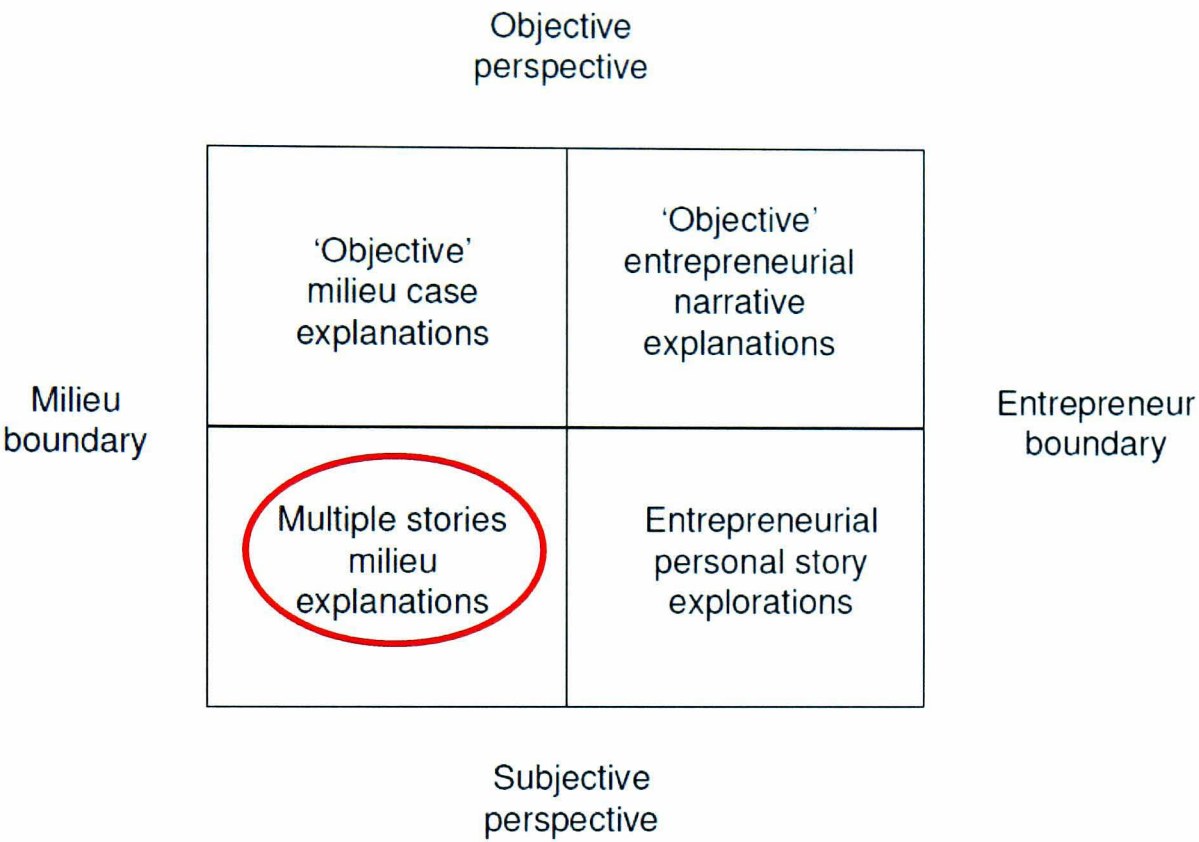 Objective
perspective
‘Objective’
milieu case
explanations
‘Objective’
entrepreneurial
narrative
explanations
Milieu
boundary
Entrepreneur
boundary
Multiple stories
milieu
explanations
Entrepreneurial
personal story
explorations
Subjective
perspective